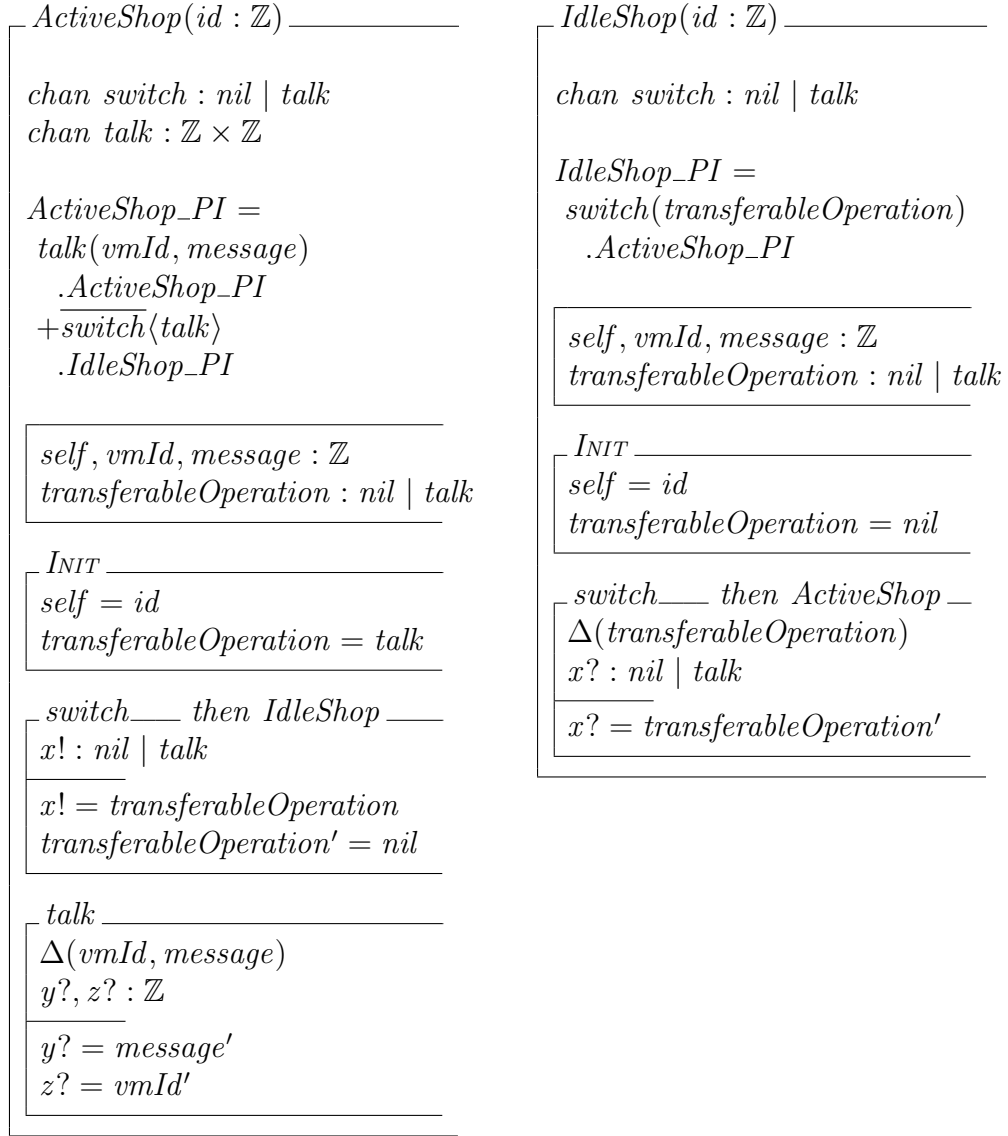 ActiveShop(id : ℤ)
chan switch : nil | talk
chan talk : ℤ × ℤ
ActiveShop_PI =
talk(vmId, message)
.ActiveShop_PI
+switch⟨talk⟩
.IdleShop_PI
self, vmId, message : ℤ
transferableOperation : nil | talk
INIT
self = id
transferableOperation = talk
switch___ then IdleShop
x! : nil | talk
x! = transferableOperation
transferableOperation′ = nil
talk
Δ(vmId, message)
y?, z? : ℤ
y? = message′
z? = vmId′
IdleShop(id : ℤ)
chan switch : nil | talk
IdleShop_PI =
switch(transferableOperation)
.ActiveShop_PI
self, vmId, message : ℤ
transferableOperation : nil | talk
INIT
self = id
transferableOperation = nil
switch___ then ActiveShop
Δ(transferableOperation)
x? : nil | talk
x? = transferableOperation′